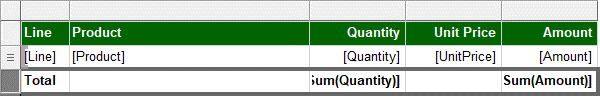 Line Product Quantity Unit Price Amount
[Line] [Product] [Quantity] [UnitPrice] [Amount]
Total Sum(Quantity)] Sum(Amount)]